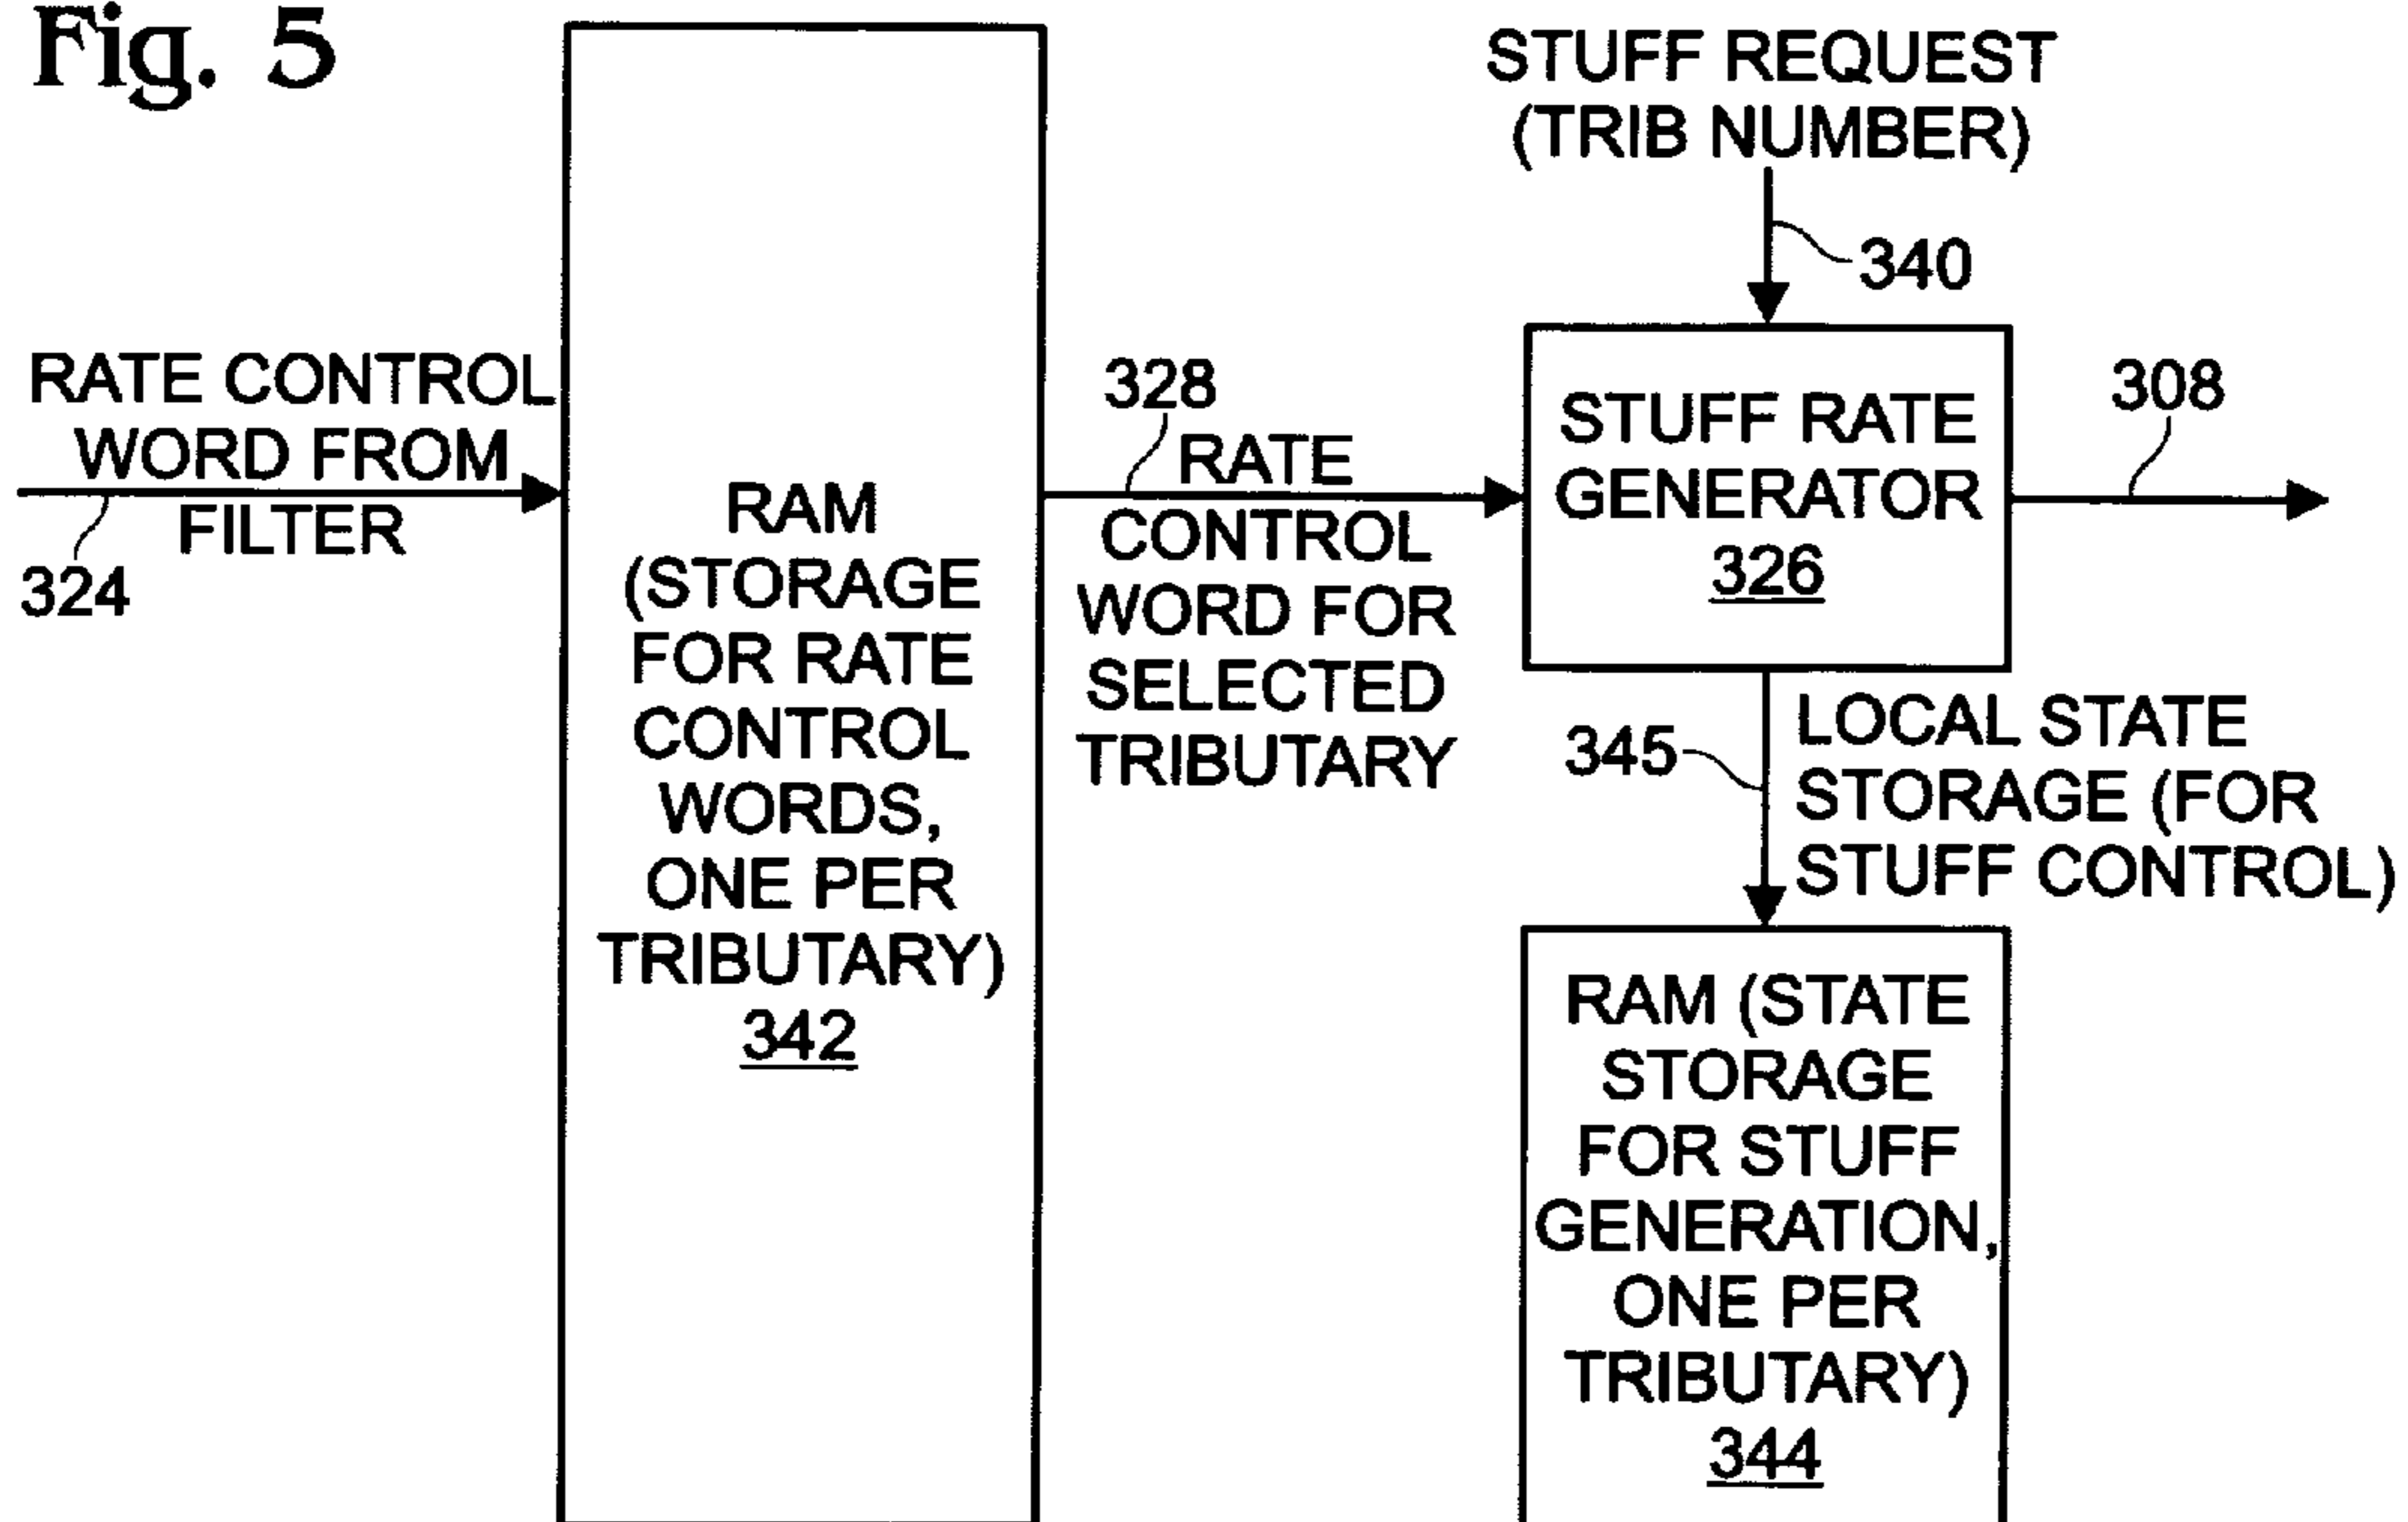 Fig. 5
STUFF REQUEST
(TRIB NUMBER)
340
RATE CONTROL
WORD FROM
FILTER
324
RAM
(STORAGE
FOR RATE
CONTROL
WORDS,
ONE PER
TRIBUTARY)
342
328
RATE
CONTROL
WORD FOR
SELECTED
TRIBUTARY
STUFF RATE
GENERATOR
326
308
345
LOCAL STATE
STORAGE (FOR
STUFF CONTROL)
RAM (STATE
STORAGE
FOR STUFF
GENERATION,
ONE PER
TRIBUTARY)
344